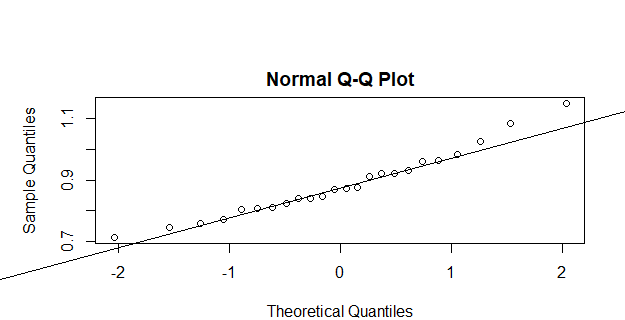 Normal Q-Q Plot
Sample Quantiles
1.1
0.9
0.7
-2 -1 0 1 2
Theoretical Quantiles